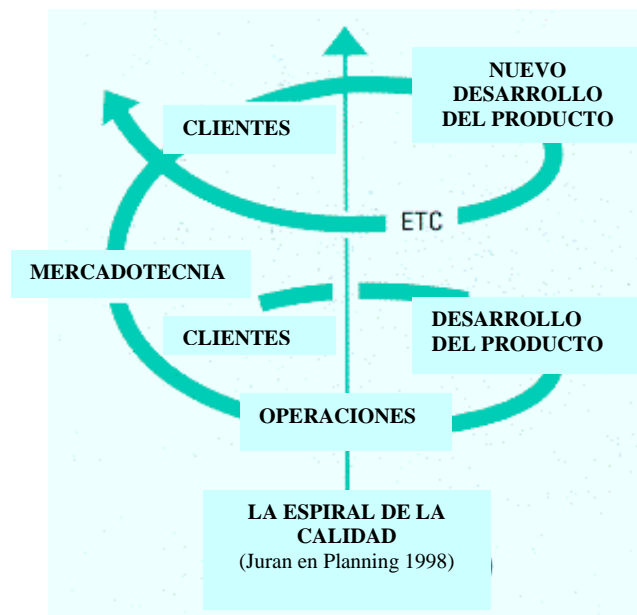 NUEVO
DESARROLLO
DEL PRODUCTO
CLIENTES
ETC
MERCADOTECNIA
CLIENTES
DESARROLLO
DEL PRODUCTO
OPERACIONES
LA ESPIRAL DE LA
CALIDAD
(Juran en Planning 1998)